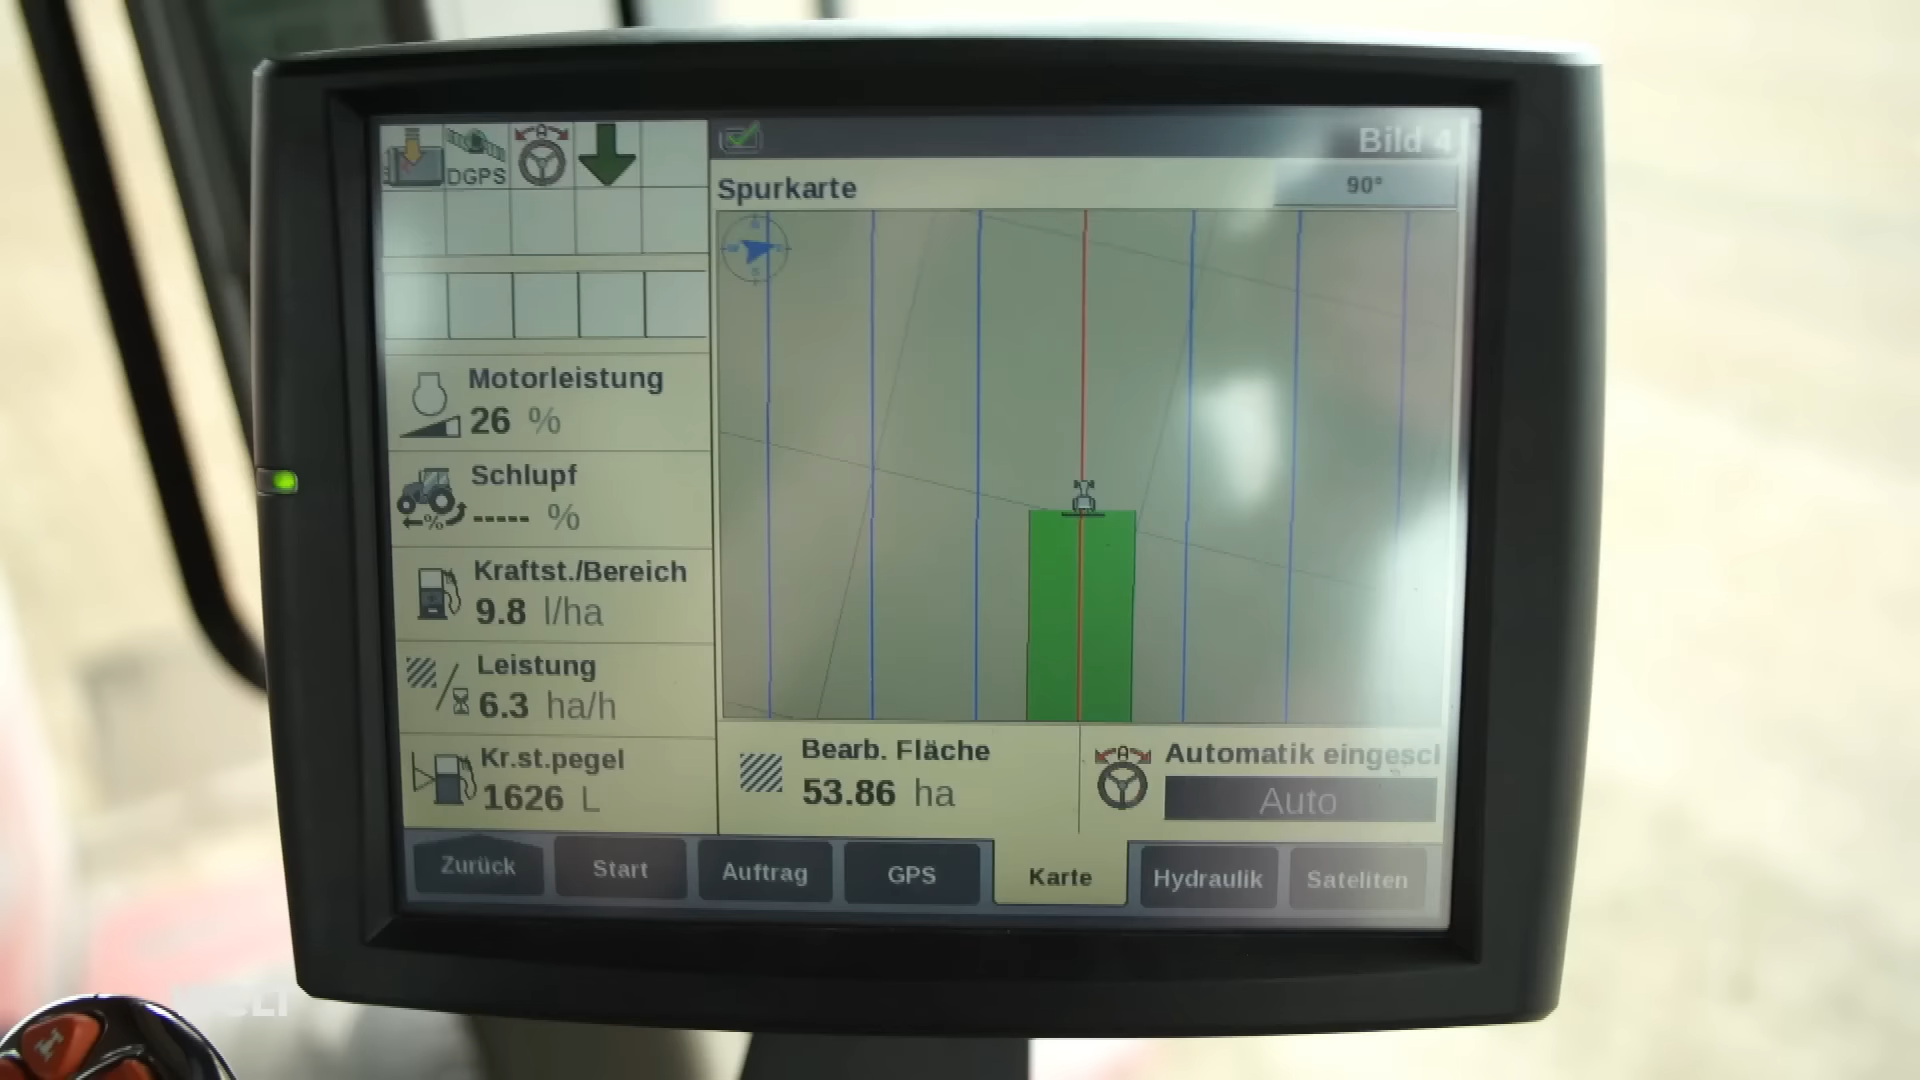 DGPS
Bild 4
Spurkarte
90°
Motorleistung
26 %
Schlupf
----- %
Kraftst./Bereich
9.8 l/ha
Leistung
6.3 ha/h
Kr.st.pegel
1626 L
Bearb. Fläche
53.86 ha
Automatik eingescl
Auto
Zurück
Start
Auftrag
GPS
Karte
Hydraulik
Sateliten